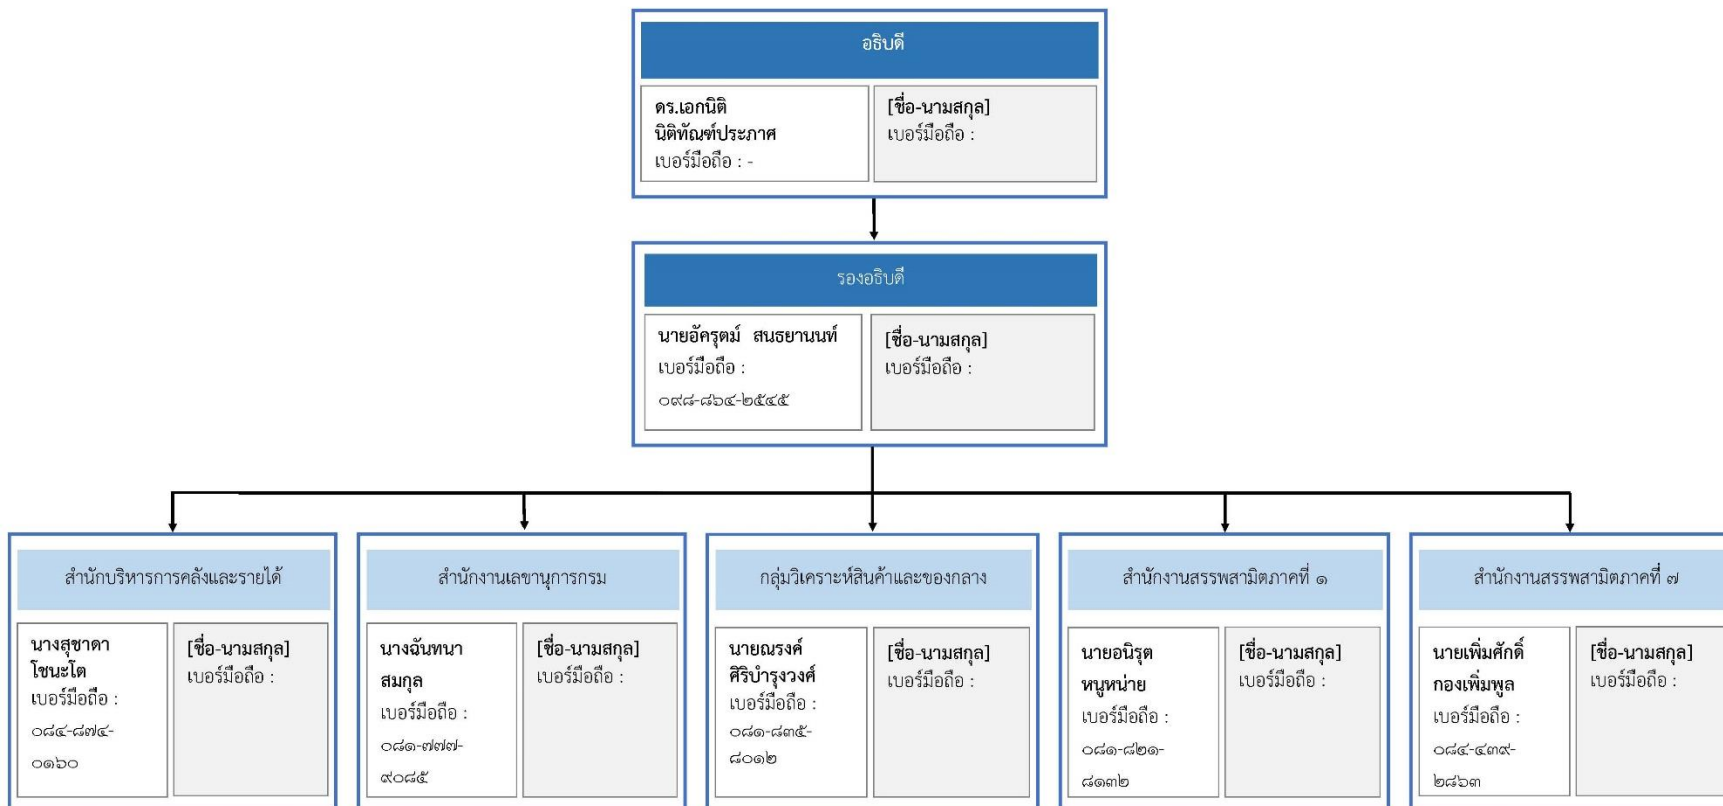 อธิบดี
ดร.เอกนิติ
นิติทัณฑ์ประภาศ
เบอร์มือถือ : -
[ชื่อ-นามสกุล]
เบอร์มือถือ :
รองอธิบดี
นายอัครุตม์ สนธยานนท์
เบอร์มือถือ :
๐๙๘-๘๖๔-๒๕๔๕
[ชื่อ-นามสกุล]
เบอร์มือถือ :
สำนักบริหารการคลังและรายได้
นางสุชาดา
โชนะโต
เบอร์มือถือ :
๐๘๔-๘๗๔-
๐๑๖๐
[ชื่อ-นามสกุล]
เบอร์มือถือ :
สำนักงานเลขานุการกรม
นางฉันทนา
สมกุล
เบอร์มือถือ :
๐๘๑-๗๗๗-
๙๐๘๕
[ชื่อ-นามสกุล]
เบอร์มือถือ :
กลุ่มวิเคราะห์สินค้าและของกลาง
นายณรงค์
ศิริบำรุงวงศ์
เบอร์มือถือ :
๐๘๑-๘๓๕-
๘๐๑๒
[ชื่อ-นามสกุล]
เบอร์มือถือ :
สำนักงานสรรพสามิตภาคที่ ๑
นายอนิรุต
หนูหน่าย
เบอร์มือถือ :
๐๘๑-๘๒๑-
๘๑๓๒
[ชื่อ-นามสกุล]
เบอร์มือถือ :
สำนักงานสรรพสามิตภาคที่ ๗
นายเพิ่มศักดิ์
กองเพิ่มพูล
เบอร์มือถือ :
๐๘๔-๔๓๙-
๒๘๖๓
[ชื่อ-นามสกุล]
เบอร์มือถือ :